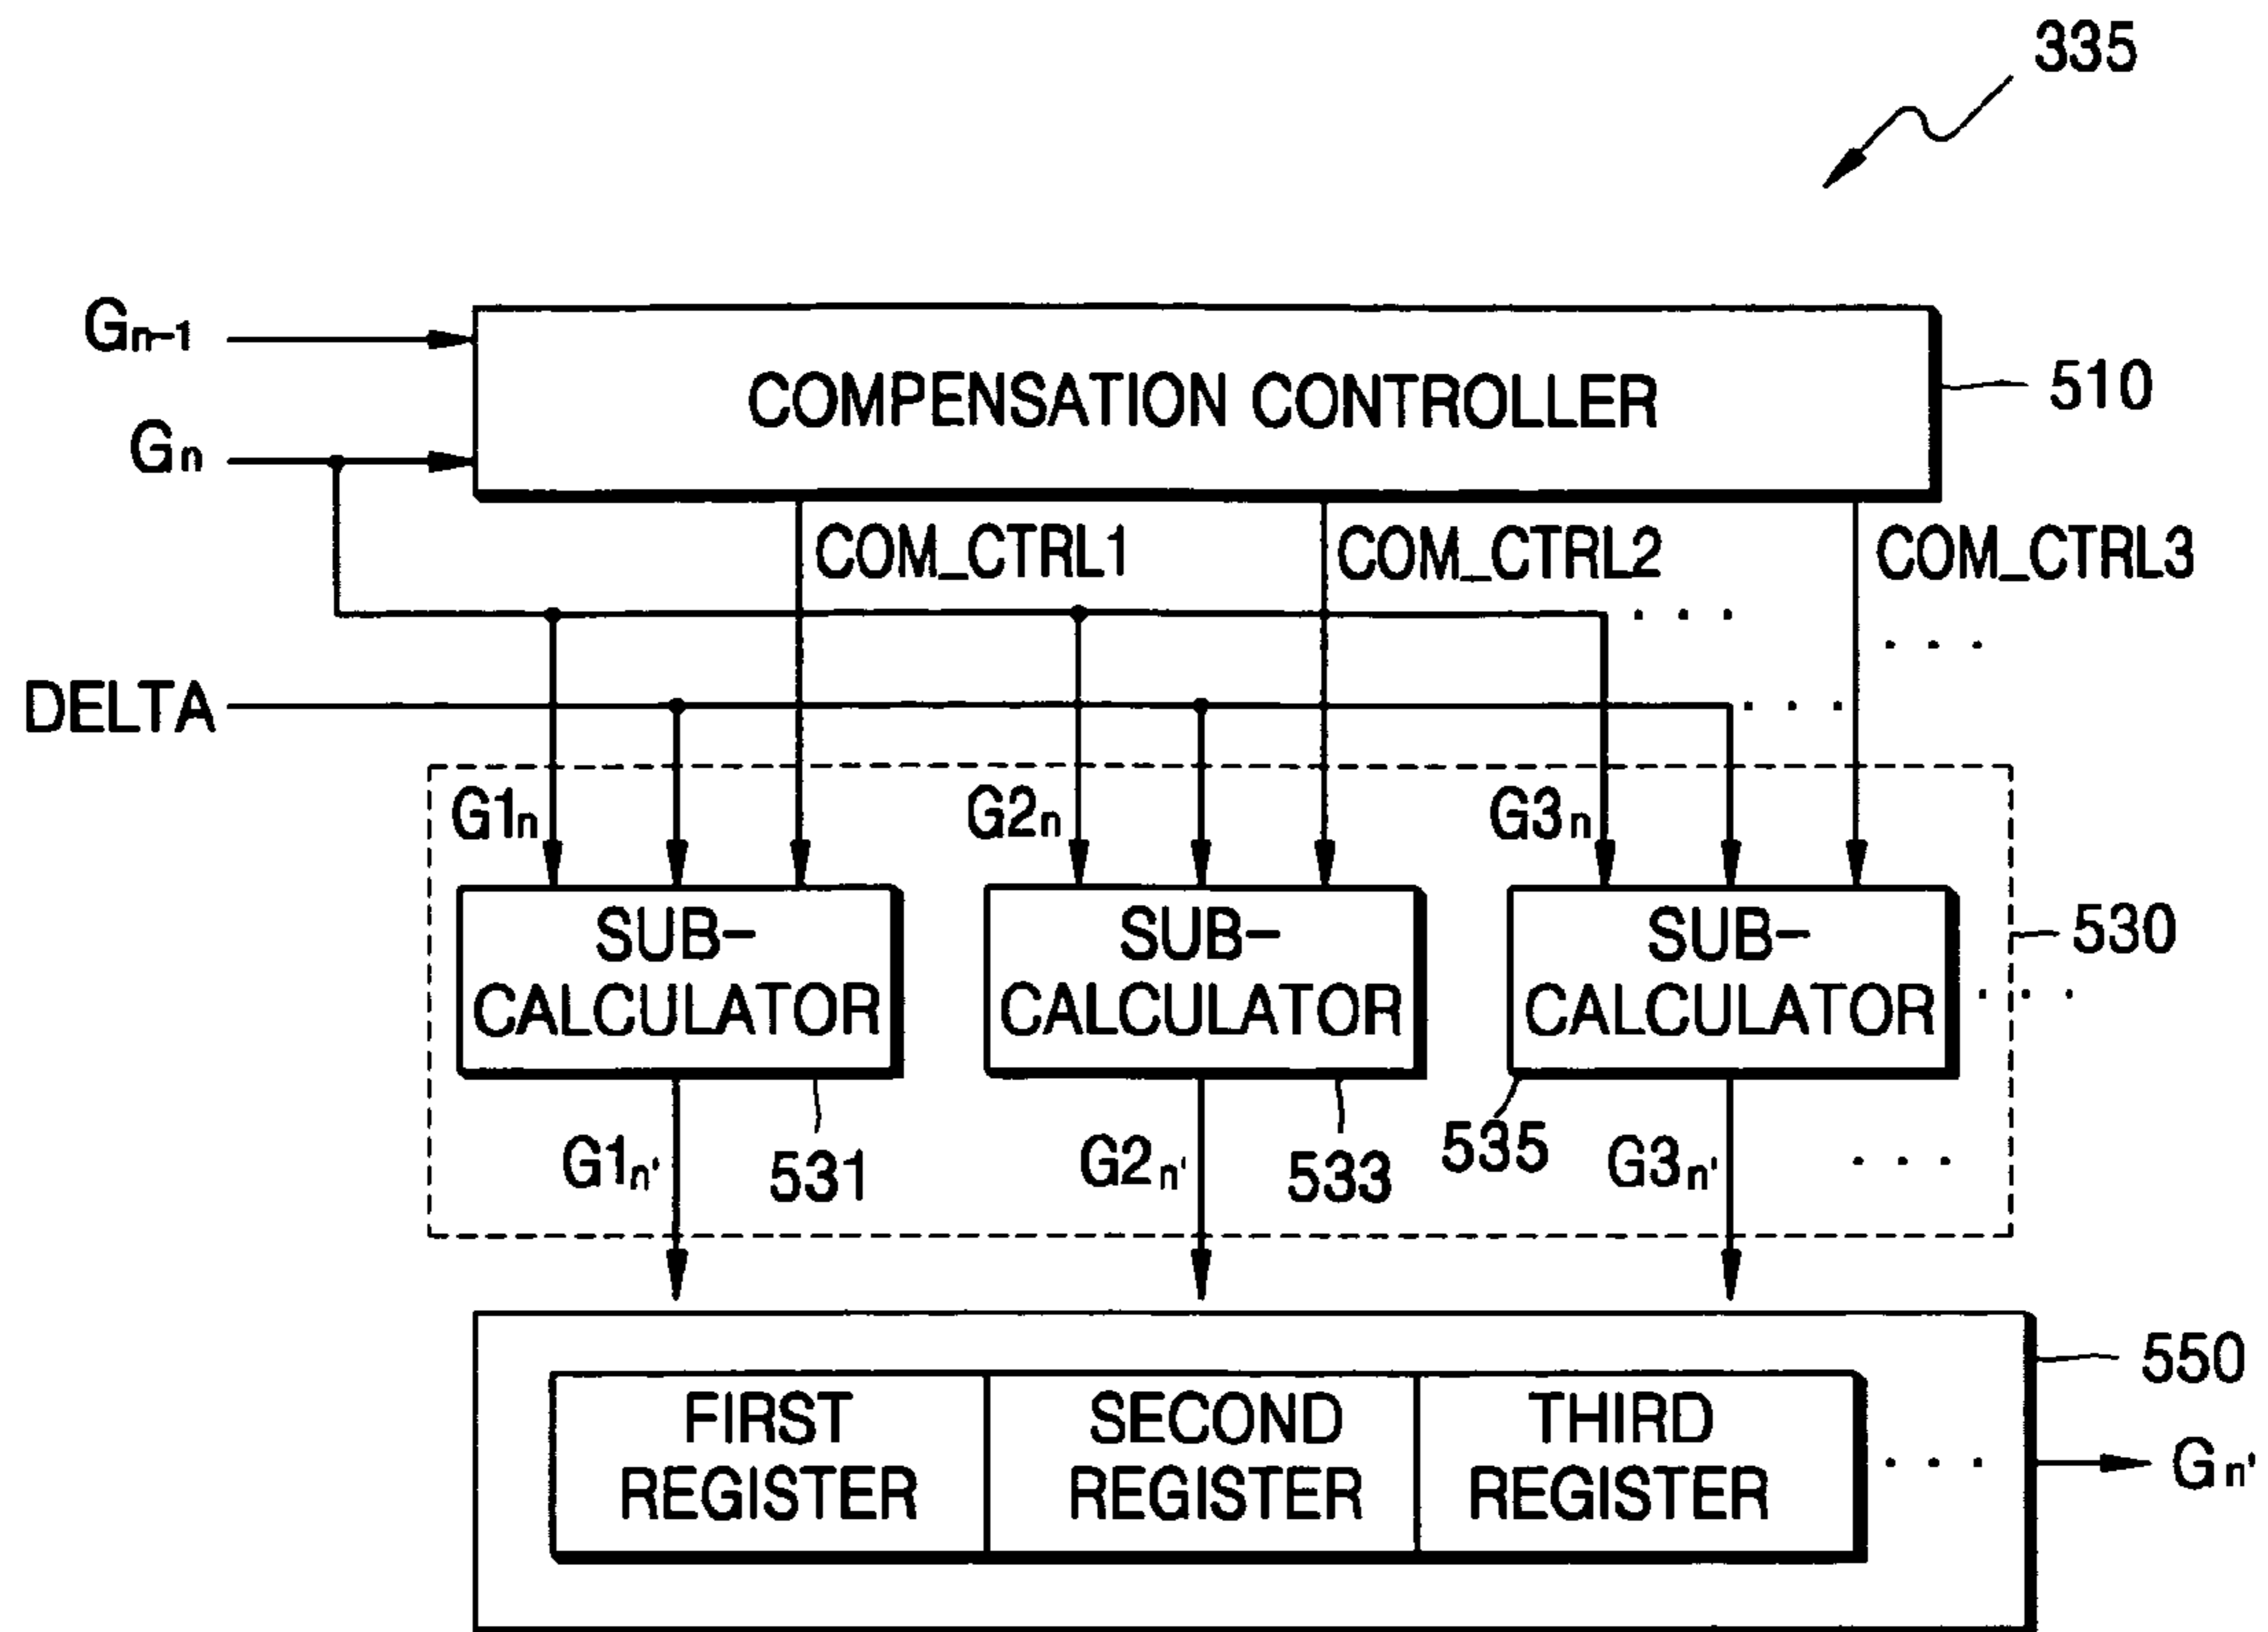 335
Gn-1
COMPENSATION CONTROLLER
510
Gn
COM_CTRL1
COM_CTRL2
COM_CTRL3
. . .
. . .
DELTA
. . .
G1n
G2n
G3n
SUB-
CALCULATOR
SUB-
CALCULATOR
SUB-
CALCULATOR
530
. . .
G1n'
531
G2n'
533
535
G3n'
. . .
550
FIRST
REGISTER
SECOND
REGISTER
THIRD
REGISTER
. . .
Gn'